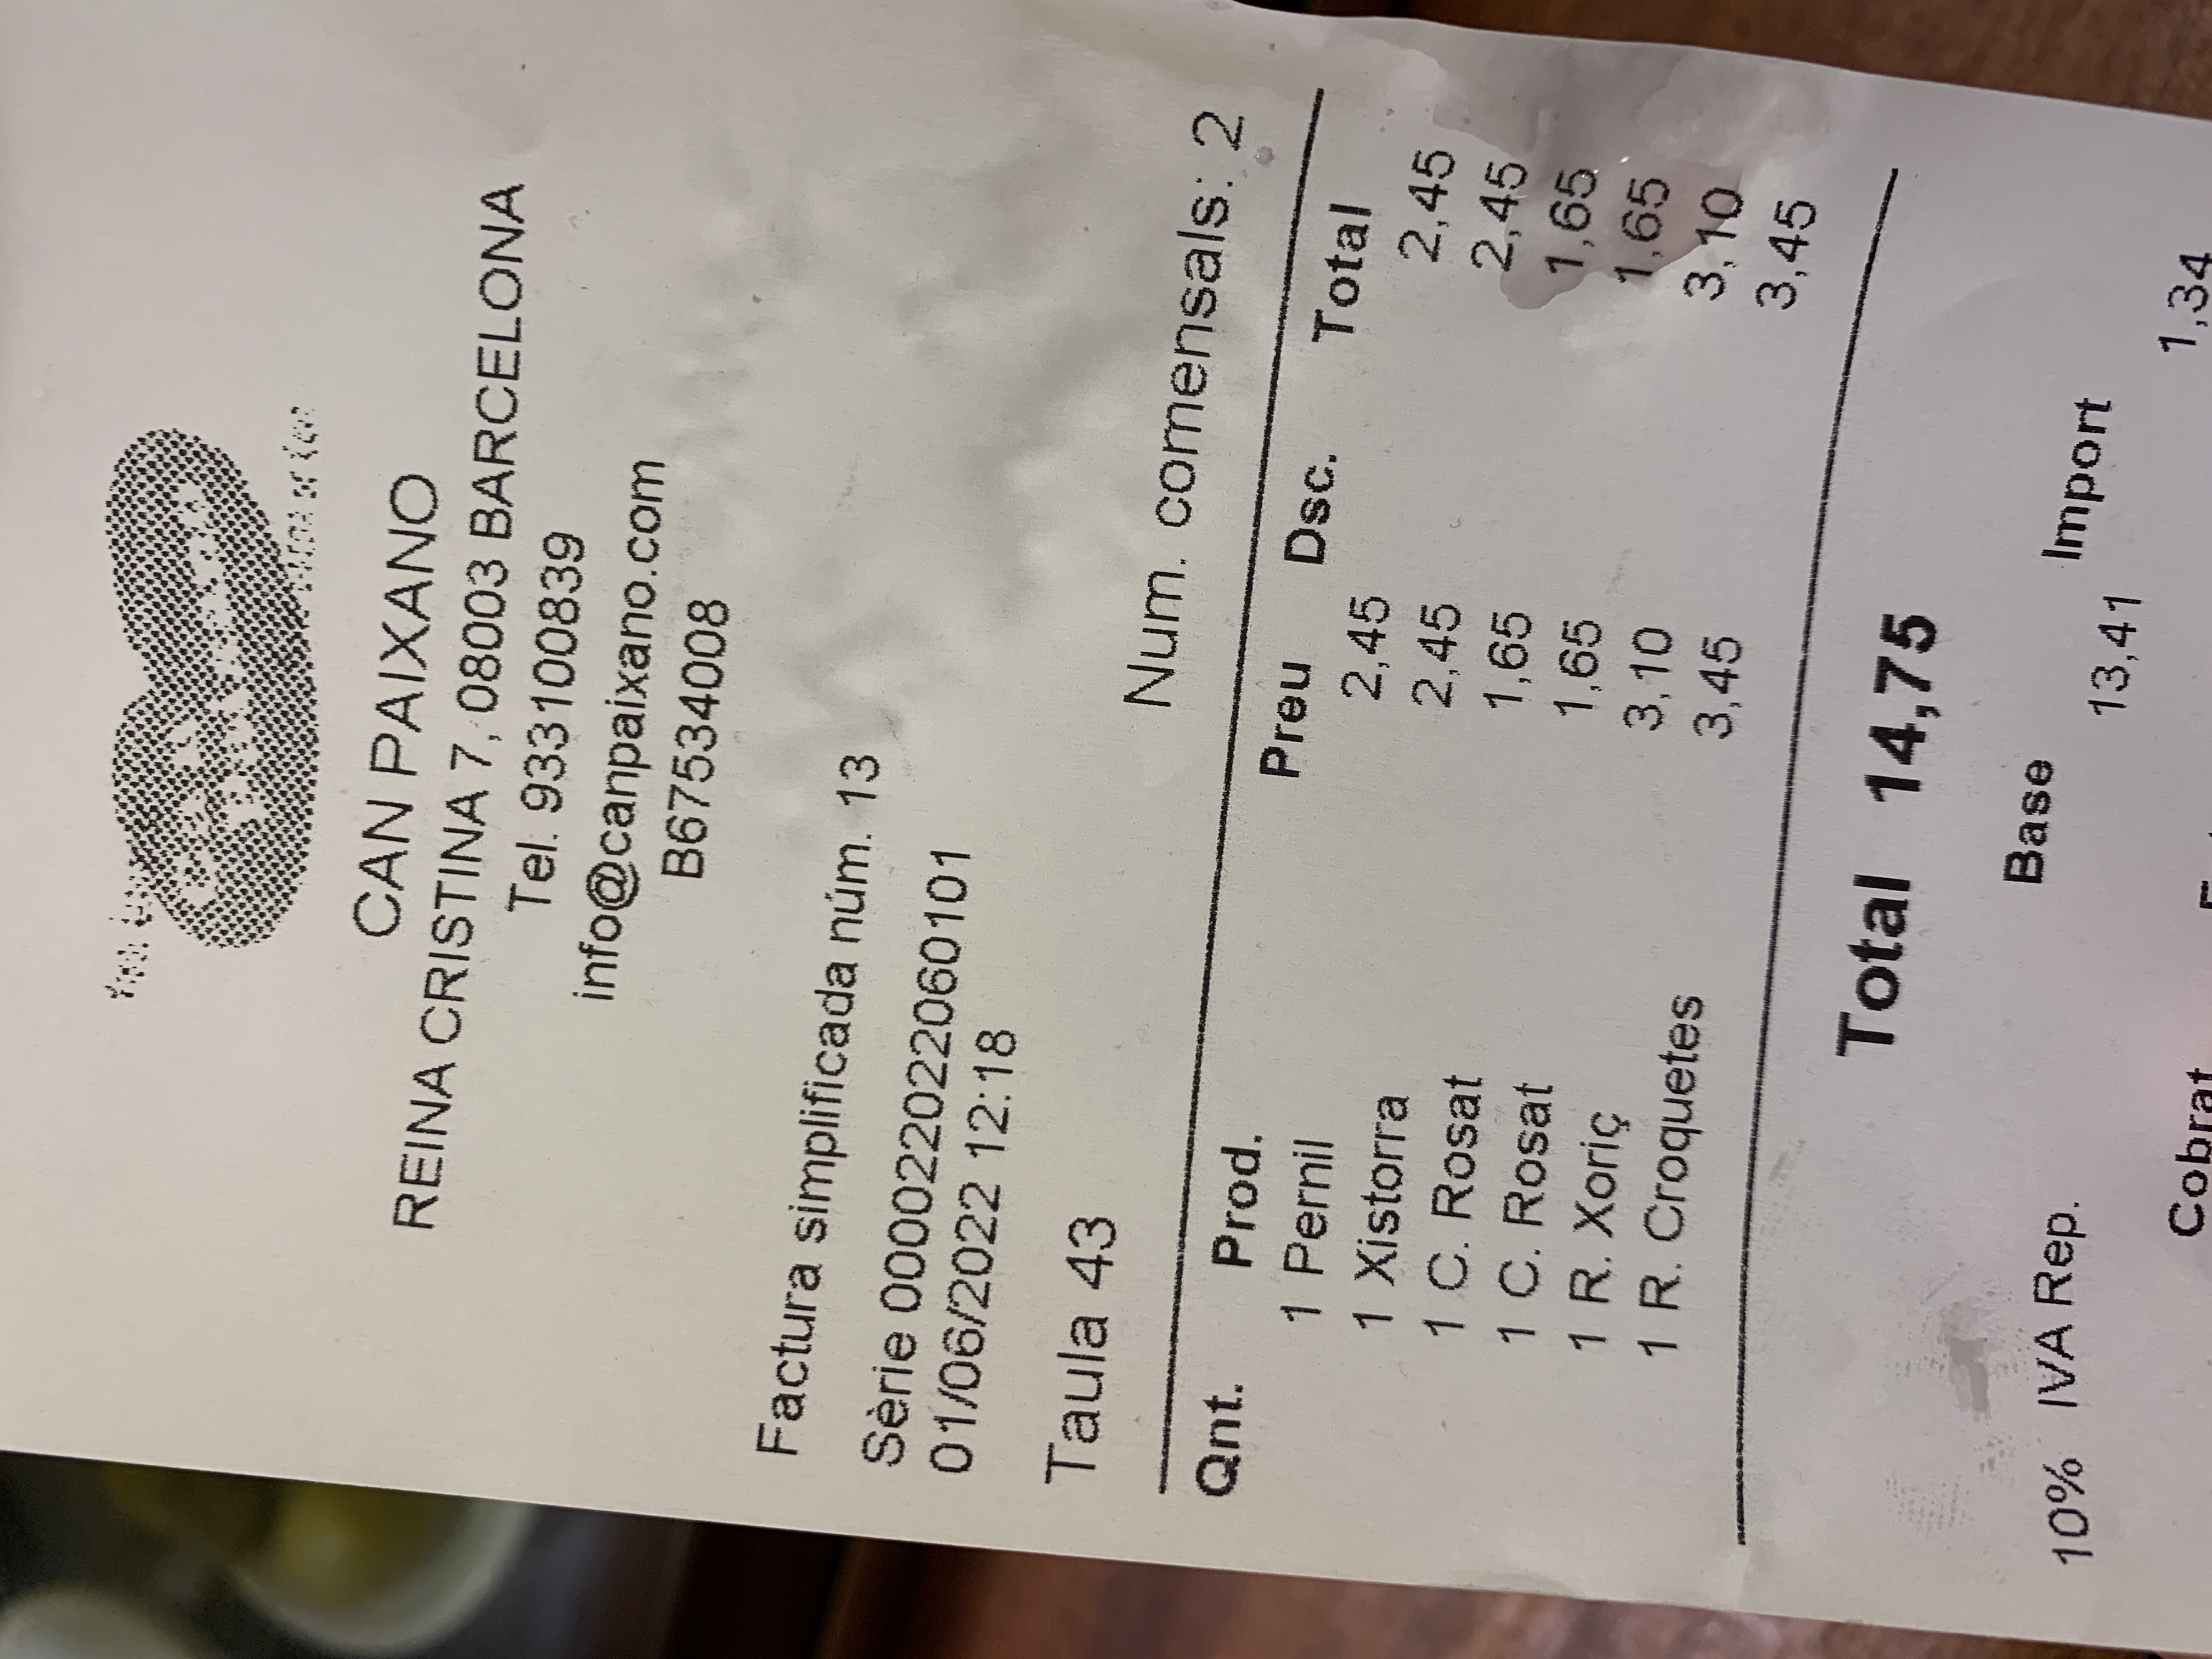 CAN PAIXANO
REINA CRISTINA 7, 08003 BARCELONA
Tel. 933100839
info@canpaixano.com
B67534008
Factura simplificada núm. 13
Sèrie 000022022060101
01/06/2022 12:18
Taula 43
Num. comensals: 2
Qnt. Prod. Preu Dsc. Total
1 Pernil 2,45 2,45
1 Xistorra 2,45 2,45
1 C. Rosat 1,65 1,65
1 C. Rosat 1,65 1,65
1 R. Xoriç 3,10 3,10
1 R. Croquetes 3,45 3,45
Total 14,75
Base Import
10% IVA Rep. 13,41 1,34
Cobrat